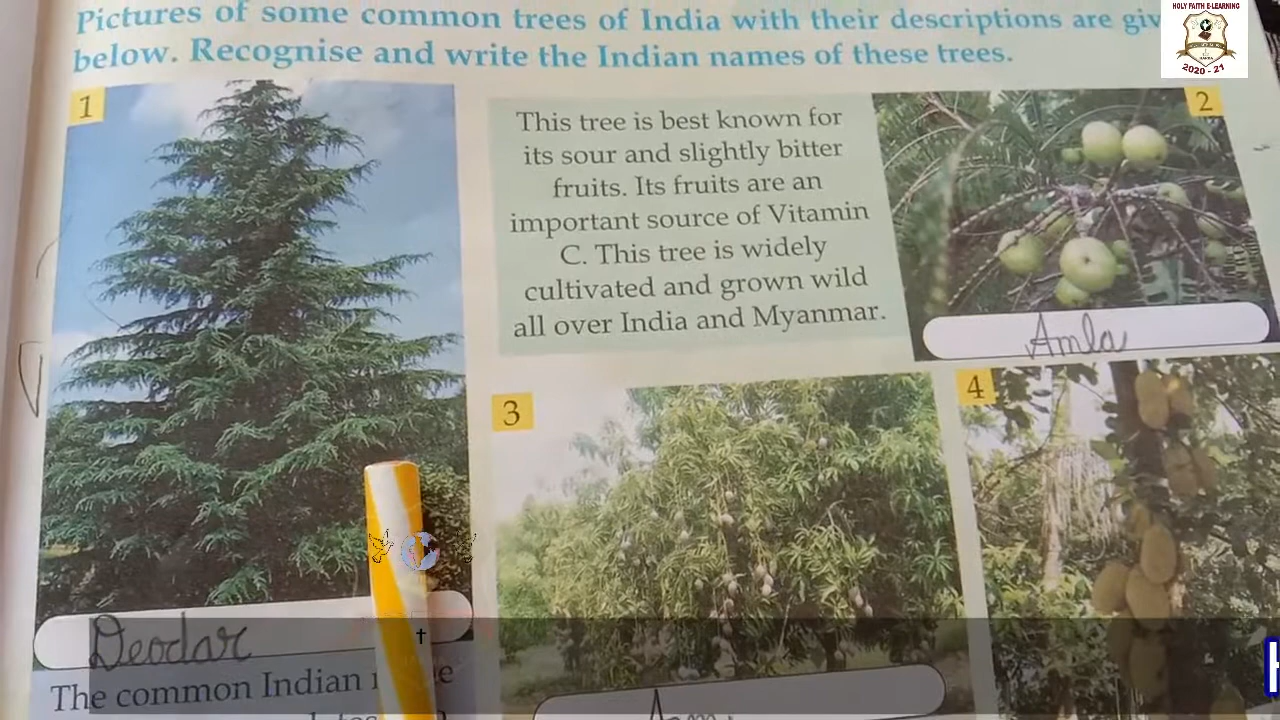 Pictures of some common trees of India with their descriptions are giv
below. Recognise and write the Indian names of these trees.
1
This tree is best known for
its sour and slightly bitter
fruits. Its fruits are an
important source of Vitamin
C. This tree is widely
cultivated and grown wild
all over India and Myanmar.
2
Amla
3
4
Deodar
The common Indian
HOLY FAITH E-LEARNING
2020 - 21